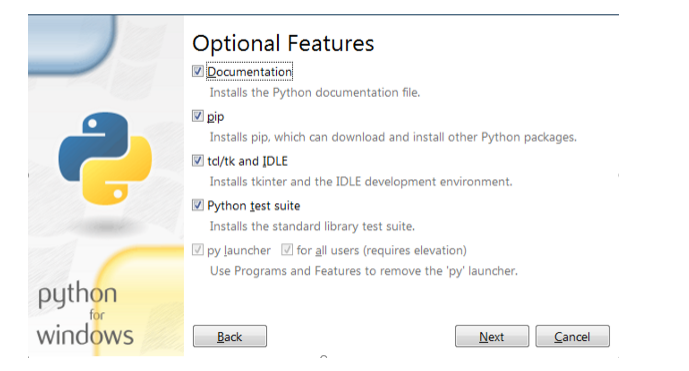 Optional Features
Documentation
Installs the Python documentation file.
pip
Installs pip, which can download and install other Python packages.
tcl/tk and IDLE
Installs tkinter and the IDLE development environment.
Python test suite
Installs the standard library test suite.
py launcher for all users (requires elevation)
Use Programs and Features to remove the 'py' launcher.
python
for
windows
Back Next Cancel